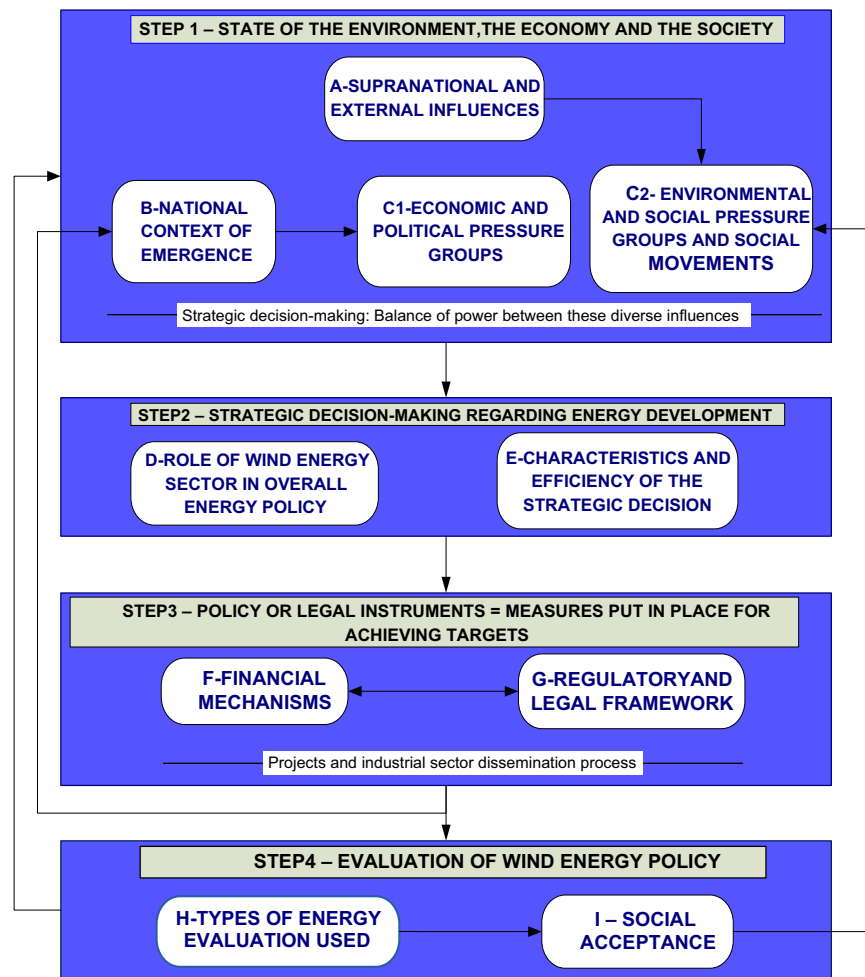 STEP 1 – STATE OF THE ENVIRONMENT,THE ECONOMY AND THE SOCIETY
A-SUPRANATIONAL AND
EXTERNAL INFLUENCES
B-NATIONAL
CONTEXT OF
EMERGENCE
C1-ECONOMIC AND
POLITICAL PRESSURE
GROUPS
C2- ENVIRONMENTAL
AND SOCIAL PRESSURE
GROUPS AND SOCIAL
MOVEMENTS
Strategic decision-making: Balance of power between these diverse influences
STEP2 – STRATEGIC DECISION-MAKING REGARDING ENERGY DEVELOPMENT
D-ROLE OF WIND ENERGY
SECTOR IN OVERALL
ENERGY POLICY
E-CHARACTERISTICS AND
EFFICIENCY OF THE
STRATEGIC DECISION
STEP3 – POLICY OR LEGAL INSTRUMENTS = MEASURES PUT IN PLACE FOR
ACHIEVING TARGETS
F-FINANCIAL
MECHANISMS
G-REGULATORYAND
LEGAL FRAMEWORK
Projects and industrial sector dissemination process
STEP4 – EVALUATION OF WIND ENERGY POLICY
H-TYPES OF ENERGY
EVALUATION USED
I – SOCIAL
ACCEPTANCE